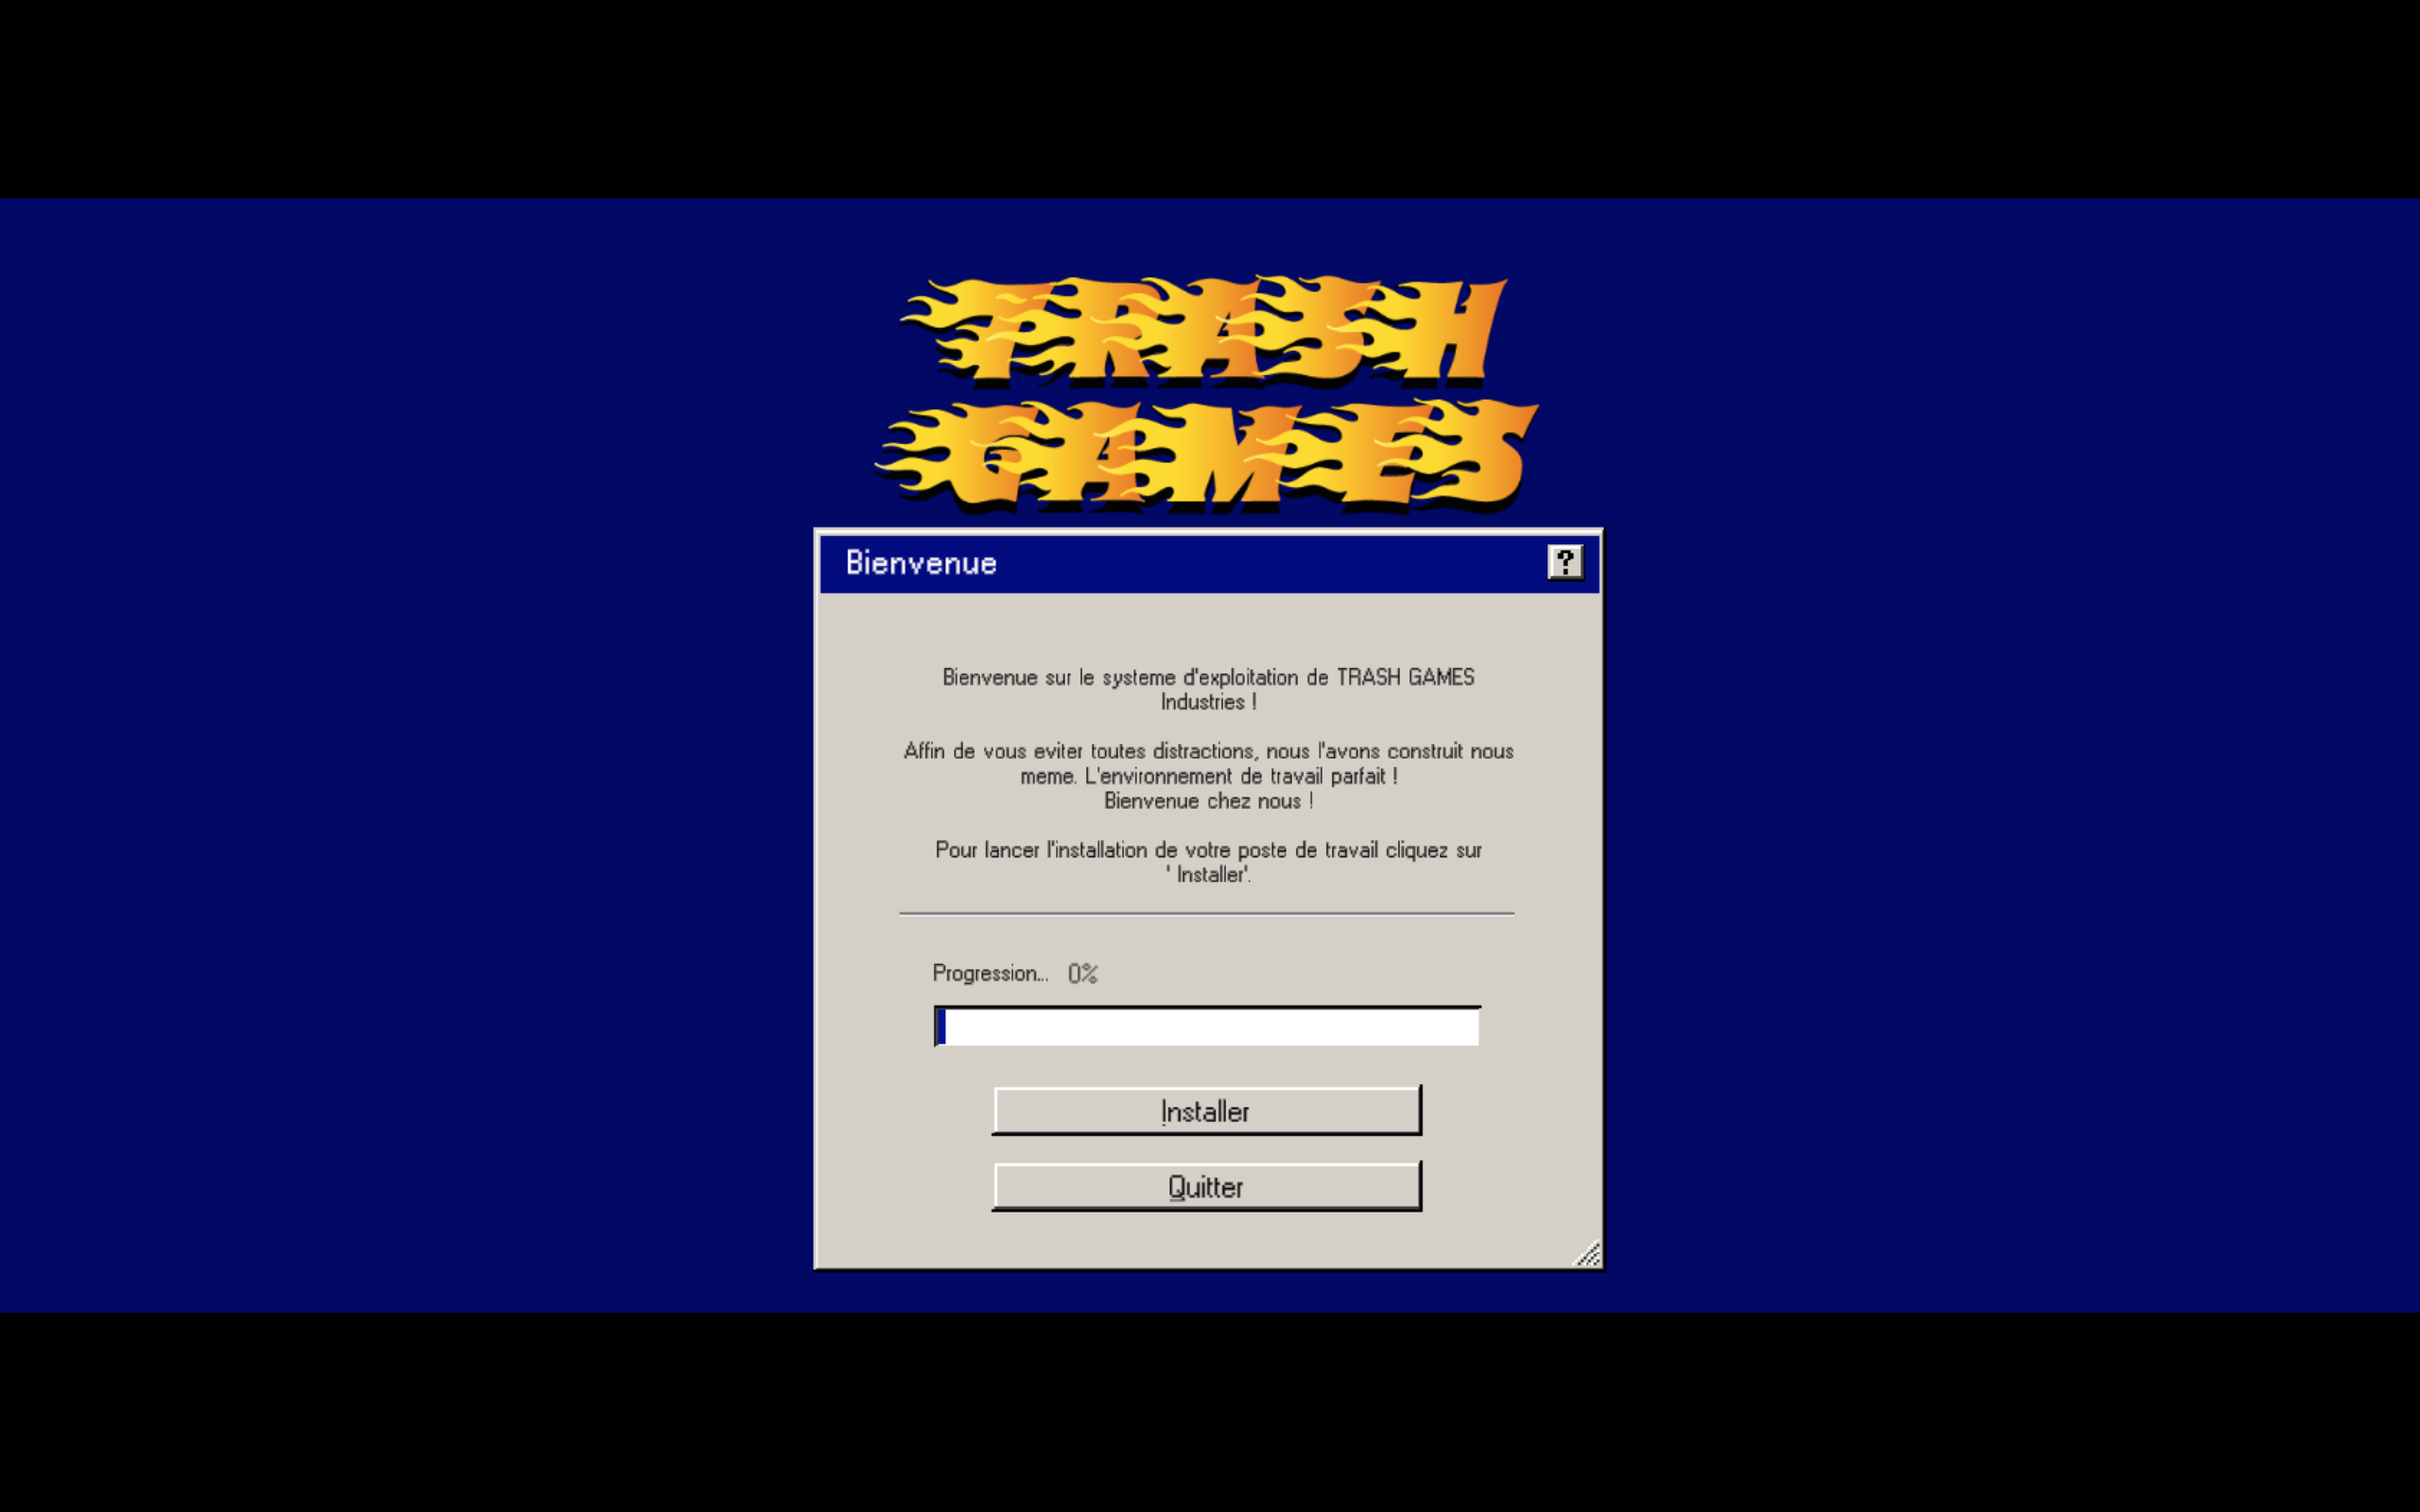 TRASH
GAMES
Bienvenue
?
Bienvenue sur le systeme d'exploitation de TRASH GAMES
Industries !
Affin de vous eviter toutes distractions, nous l'avons construit nous
meme. L'environnement de travail parfait !
Bienvenue chez nous !
Pour lancer l'installation de votre poste de travail cliquez sur
' Installer'.
Progression... 0%
Installer
Quitter